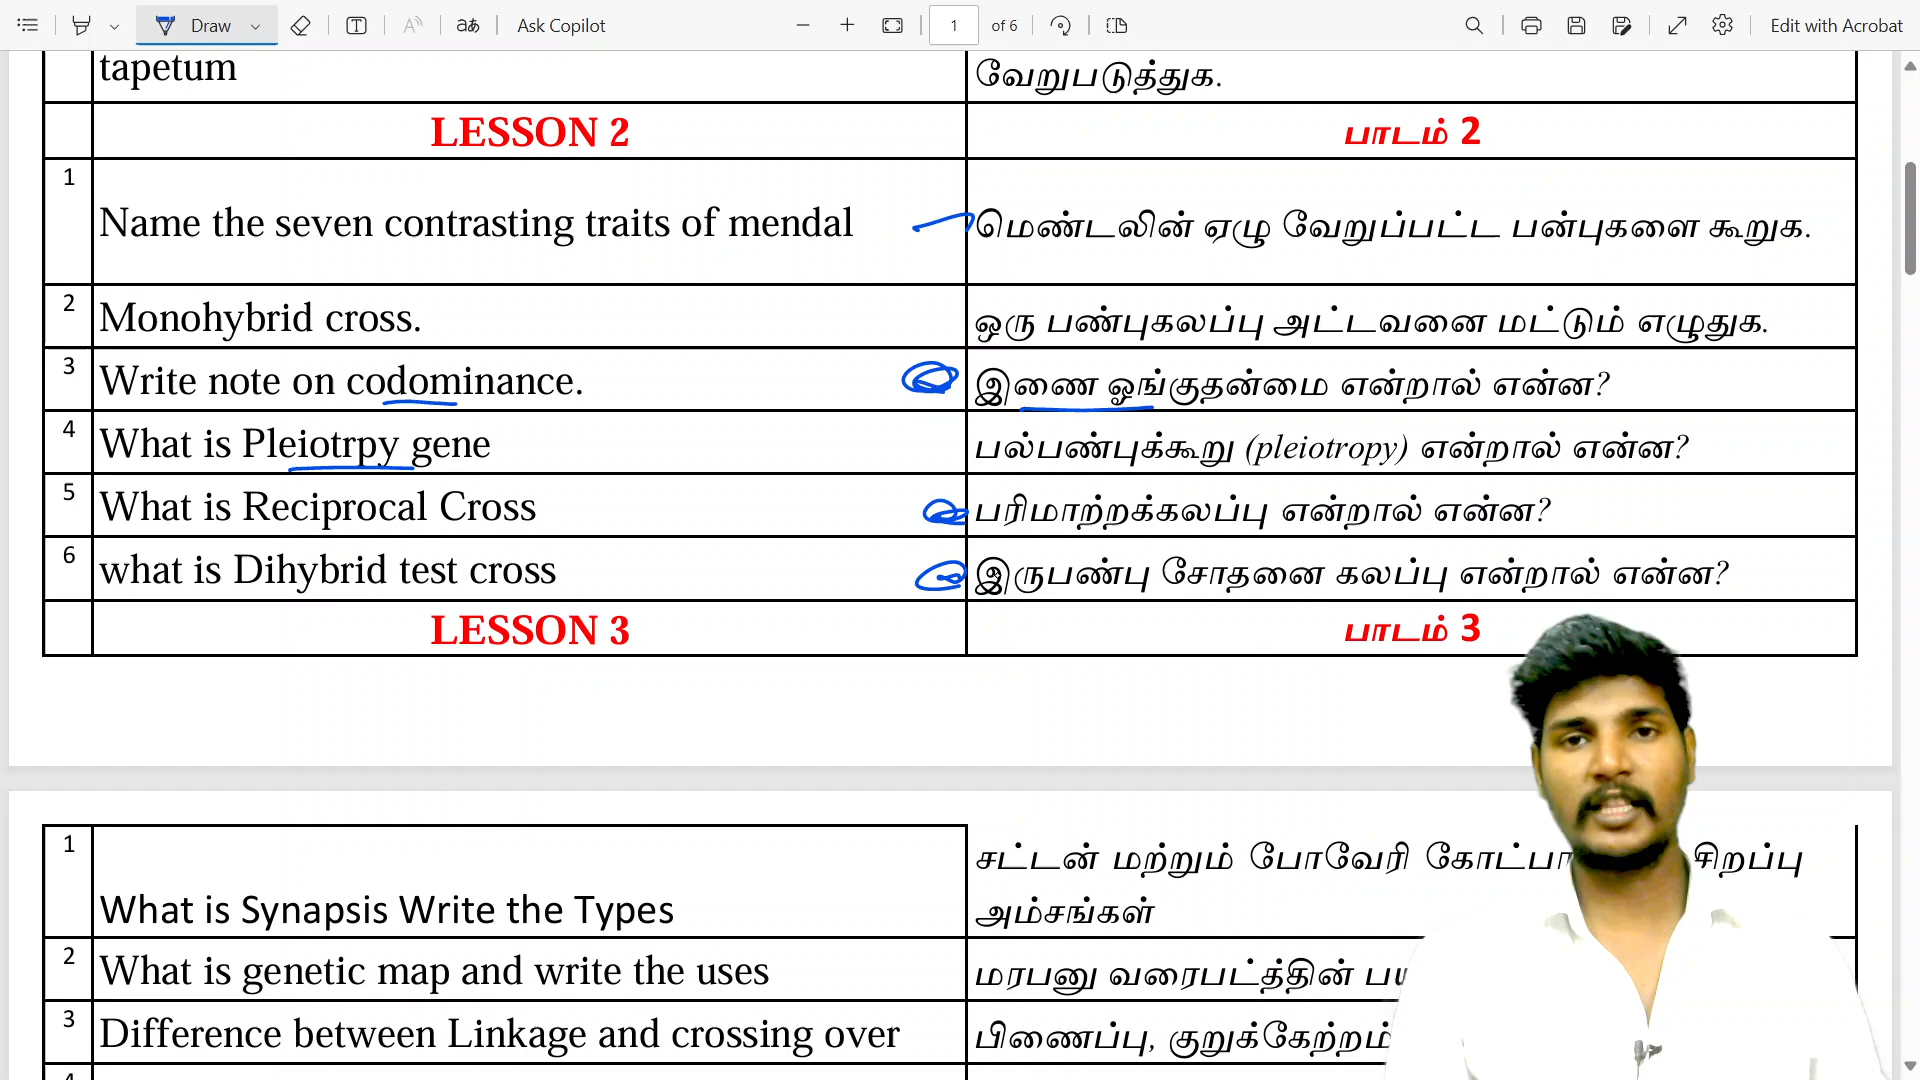 Draw
Ask Copilot
1 of 6
Edit with Acrobat
tapetum
வேறுபடுத்துக.
LESSON 2
பாடம் 2
1
Name the seven contrasting traits of mendal
மெண்டலின் ஏழு வேறுப்பட்ட பன்புகளை கூறுக.
2
Monohybrid cross.
ஒரு பண்புகலப்பு அட்டவனை மட்டும் எழுதுக.
3
Write note on codominance.
இணை ஓங்குதன்மை என்றால் என்ன?
4
What is Pleiotrpy gene
பல்பண்புக்கூறு (pleiotropy) என்றால் என்ன?
5
What is Reciprocal Cross
பரிமாற்றக்கலப்பு என்றால் என்ன?
6
what is Dihybrid test cross
இருபண்பு சோதனை கலப்பு என்றால் என்ன?
LESSON 3
பாடம் 3
1
What is Synapsis Write the Types
சட்டன் மற்றும் போவேரி சிறப்பு
அம்சங்கள்
2
What is genetic map and write the uses
மரபனு வரைபட்த்தின்
3
Difference between Linkage and crossing over
பிணைப்பு, குறுக்கேற்றம்